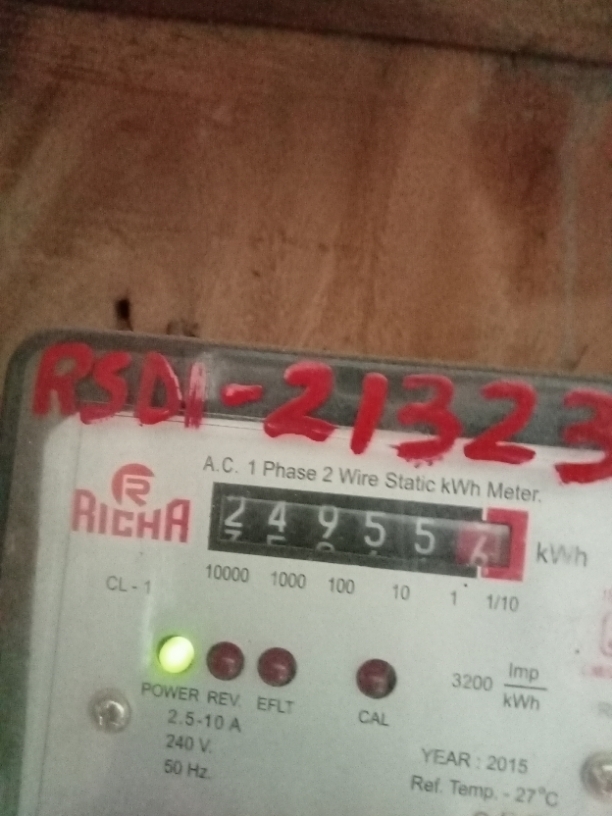 RSDI-21323
A.C. 1 Phase 2 Wire Static kWh Meter.
RICHA
2 4 9 5 5 6 kWh
10000 1000 100 10 1 1/10
CL - 1
POWER REV. EFLT CAL
3200 Imp/kWh
2.5-10 A
240 V.
50 Hz.
YEAR : 2015
Ref. Temp. - 27°C